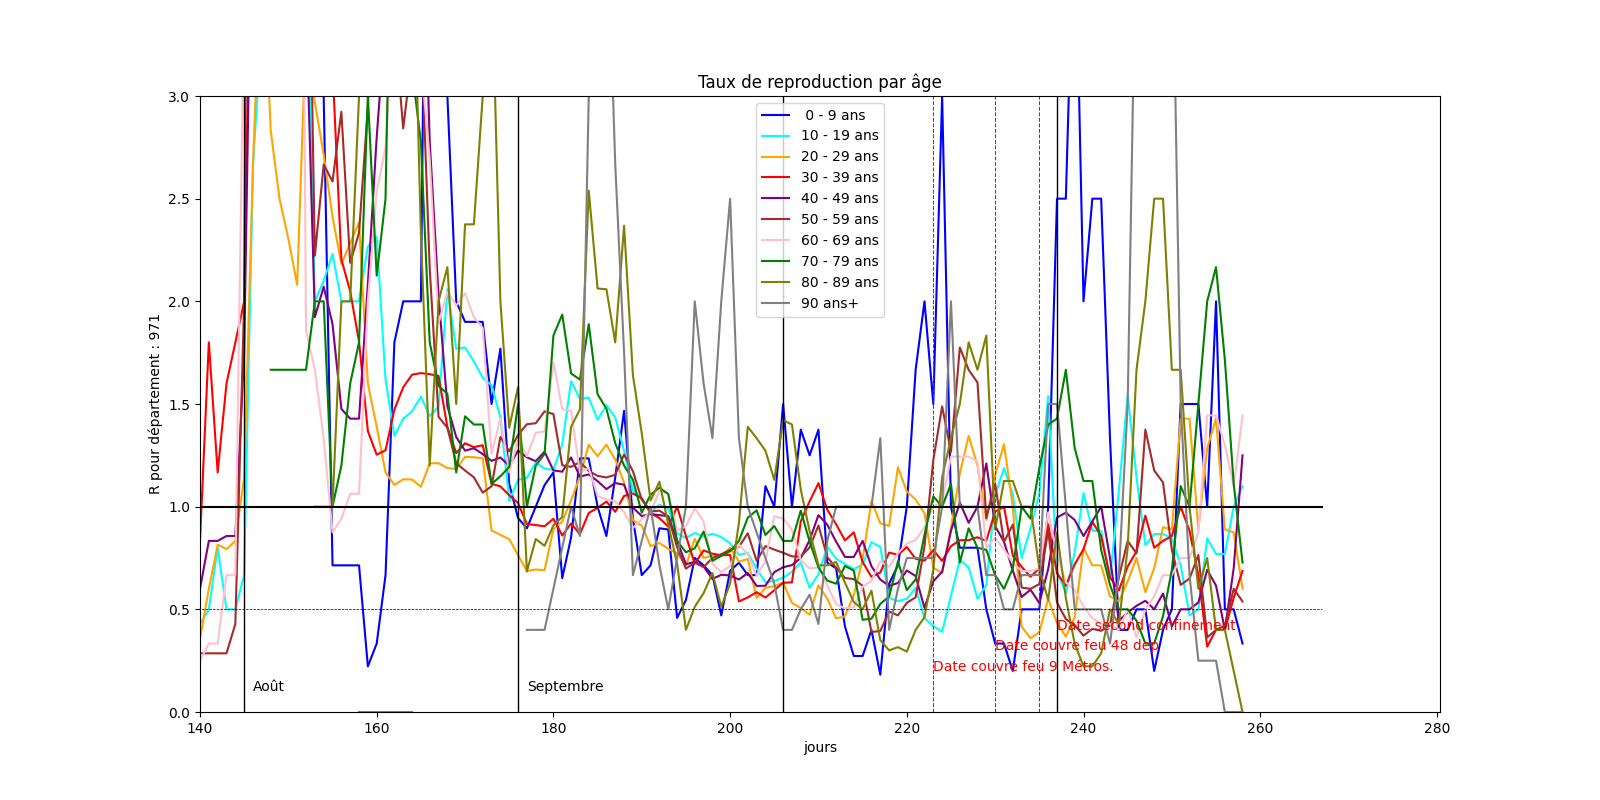 Taux de reproduction par âge
R pour département : 971
3.0
2.5
2.0
1.5
1.0
0.5
0.0
0 - 9 ans
10 - 19 ans
20 - 29 ans
30 - 39 ans
40 - 49 ans
50 - 59 ans
60 - 69 ans
70 - 79 ans
80 - 89 ans
90 ans+
Date second confinement
Date couvre feu 48 dep
Date couvre feu 9 Métros.
Août
Septembre
140
160
180
200
220
240
260
280
jours